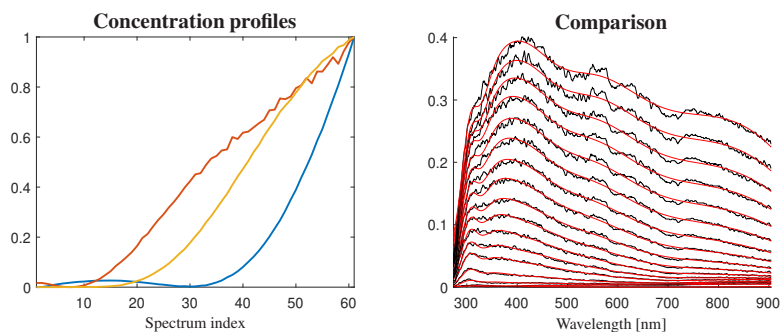 Concentration profiles
1
0.8
0.6
0.4
0.2
0
10 20 30 40 50 60
Spectrum index
Comparison
0.4
0.3
0.2
0.1
0
300 400 500 600 700 800 900
Wavelength [nm]